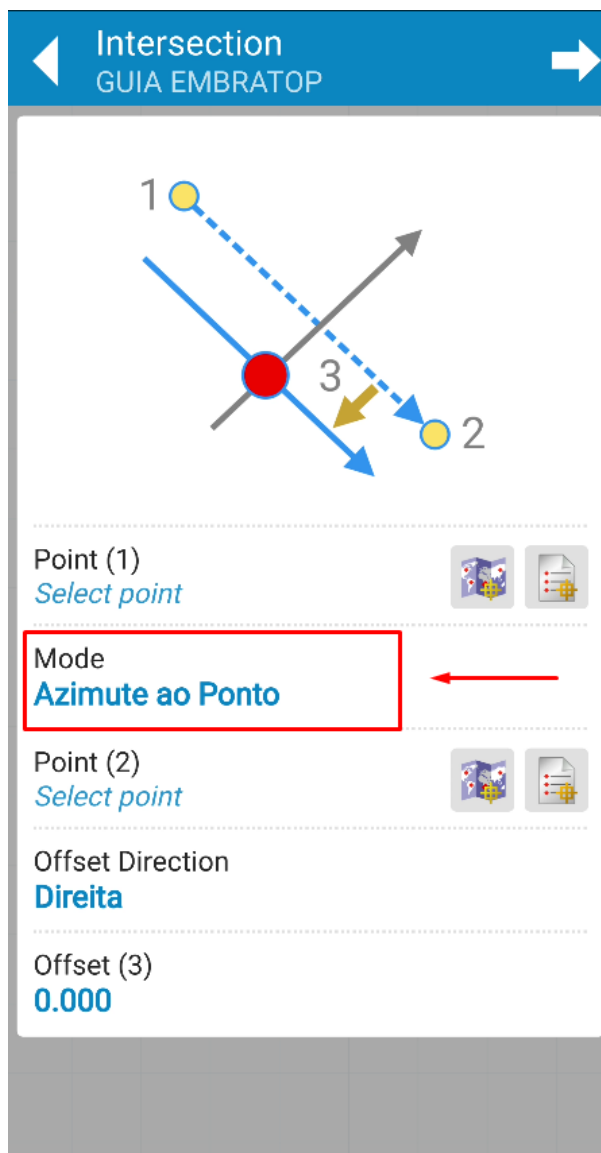 Intersection
GUIA EMBRATOP
1
3
2
Point (1)
Select point
Mode
Azimute ao Ponto
Point (2)
Select point
Offset Direction
Direita
Offset (3)
0.000